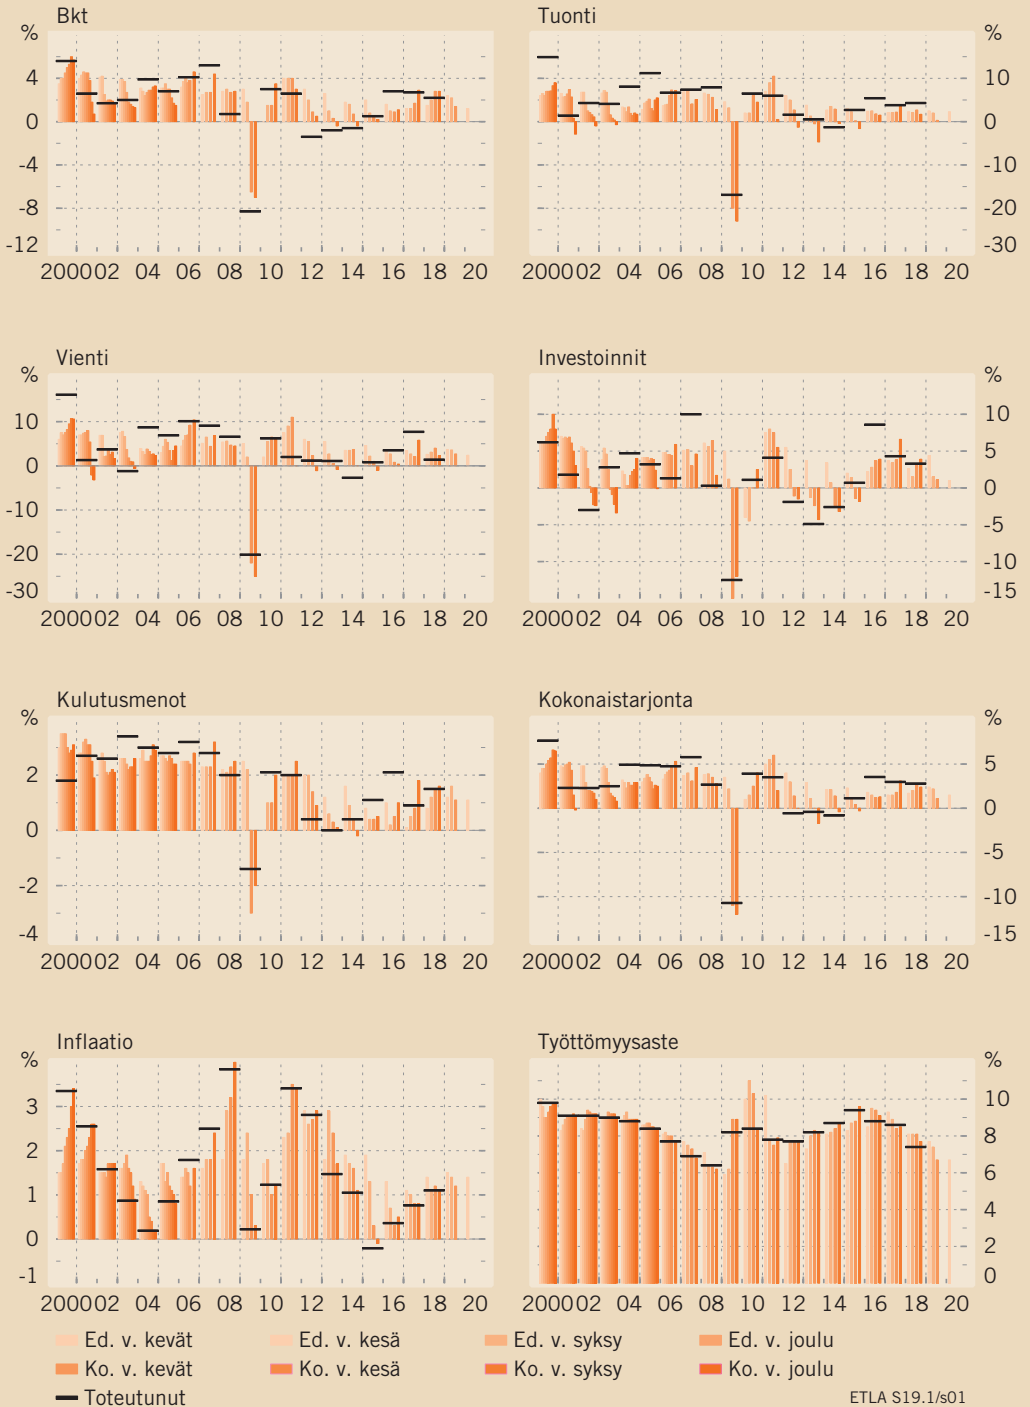 Bkt
%
4
0
-4
-8
-12
2000 02 04 06 08 10 12 14 16 18 20
Tuonti
%
10
0
-10
-20
-30
2000 02 04 06 08 10 12 14 16 18 20
Vienti
%
10
0
-10
-20
-30
2000 02 04 06 08 10 12 14 16 18 20
Investoinnit
%
10
5
0
-5
-10
-15
2000 02 04 06 08 10 12 14 16 18 20
Kulutusmenot
%
2
0
-2
-4
2000 02 04 06 08 10 12 14 16 18 20
Kokonaistarjonta
%
5
0
-5
-10
-15
2000 02 04 06 08 10 12 14 16 18 20
Inflaatio
%
3
2
1
0
-1
2000 02 04 06 08 10 12 14 16 18 20
Työttömyysaste
%
10
8
6
4
2
0
2000 02 04 06 08 10 12 14 16 18 20
Ed. v. kevät Ed. v. kesä Ed. v. syksy Ed. v. joulu
Ko. v. kevät Ko. v. kesä Ko. v. syksy Ko. v. joulu
Toteutunut
ETLA S19.1/s01